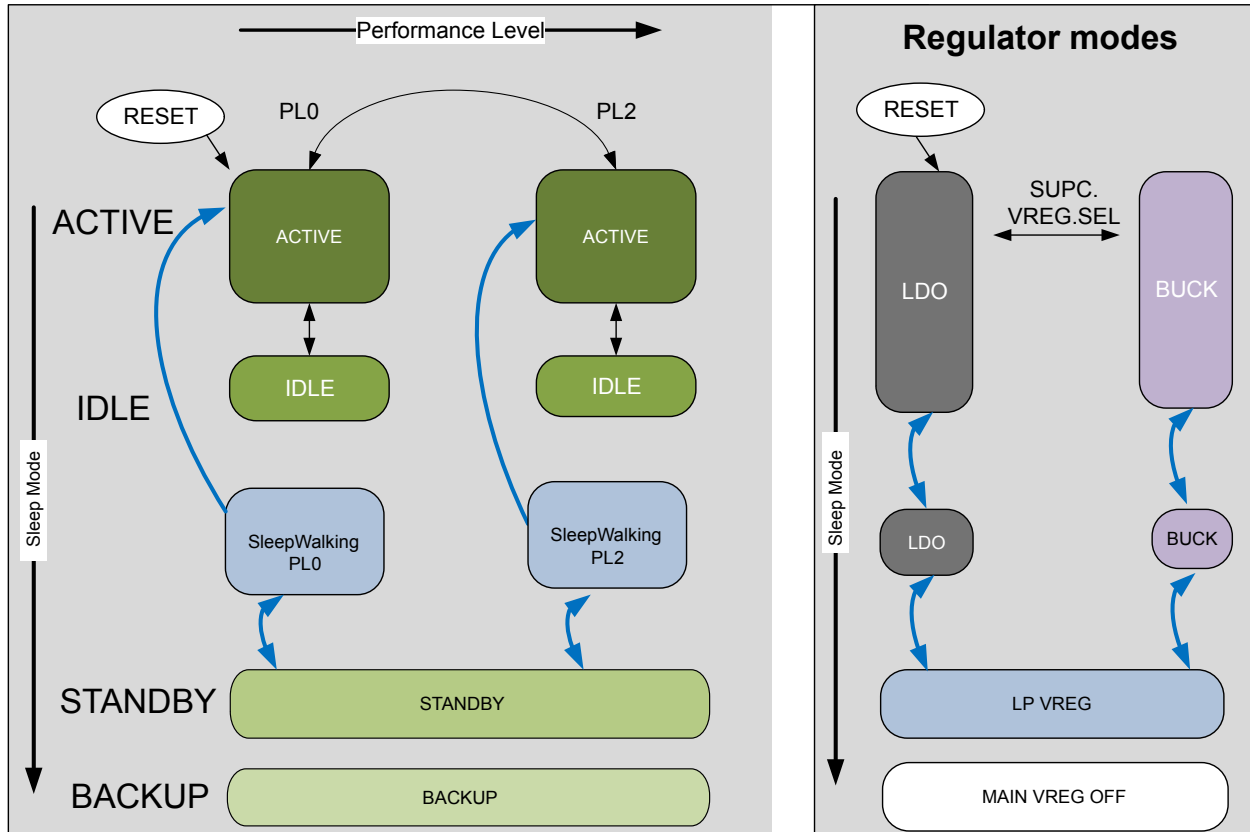 Performance Level
PL0
PL2
RESET
ACTIVE
ACTIVE
ACTIVE
IDLE
IDLE
IDLE
Sleep Mode
SleepWalking
PL0
SleepWalking
PL2
STANDBY
STANDBY
BACKUP
BACKUP
Regulator modes
RESET
SUPC.
VREG.SEL
LDO
BUCK
Sleep Mode
LDO
BUCK
LP VREG
MAIN VREG OFF